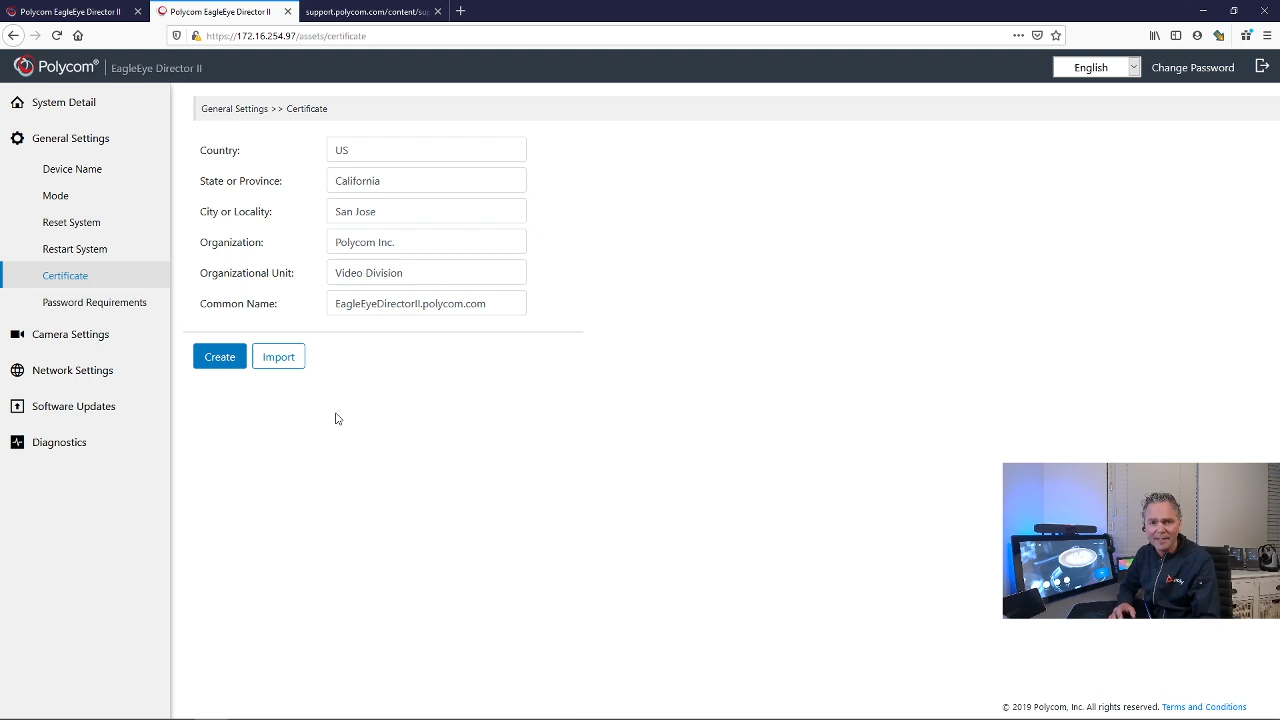 Polycom EagleEye Director II
Polycom EagleEye Director II
support.polycom.com/content/su
https://172.16.254.97/assets/certificate
Polycom® EagleEye Director II
English
Change Password
System Detail
General Settings
Device Name
Mode
Reset System
Restart System
Certificate
Password Requirements
Camera Settings
Network Settings
Software Updates
Diagnostics
General Settings >> Certificate
Country: US
State or Province: California
City or Locality: San Jose
Organization: Polycom Inc.
Organizational Unit: Video Division
Common Name: EagleEyeDirectorII.polycom.com
Create
Import
poly
© 2019 Polycom, Inc. All rights reserved. Terms and Conditions